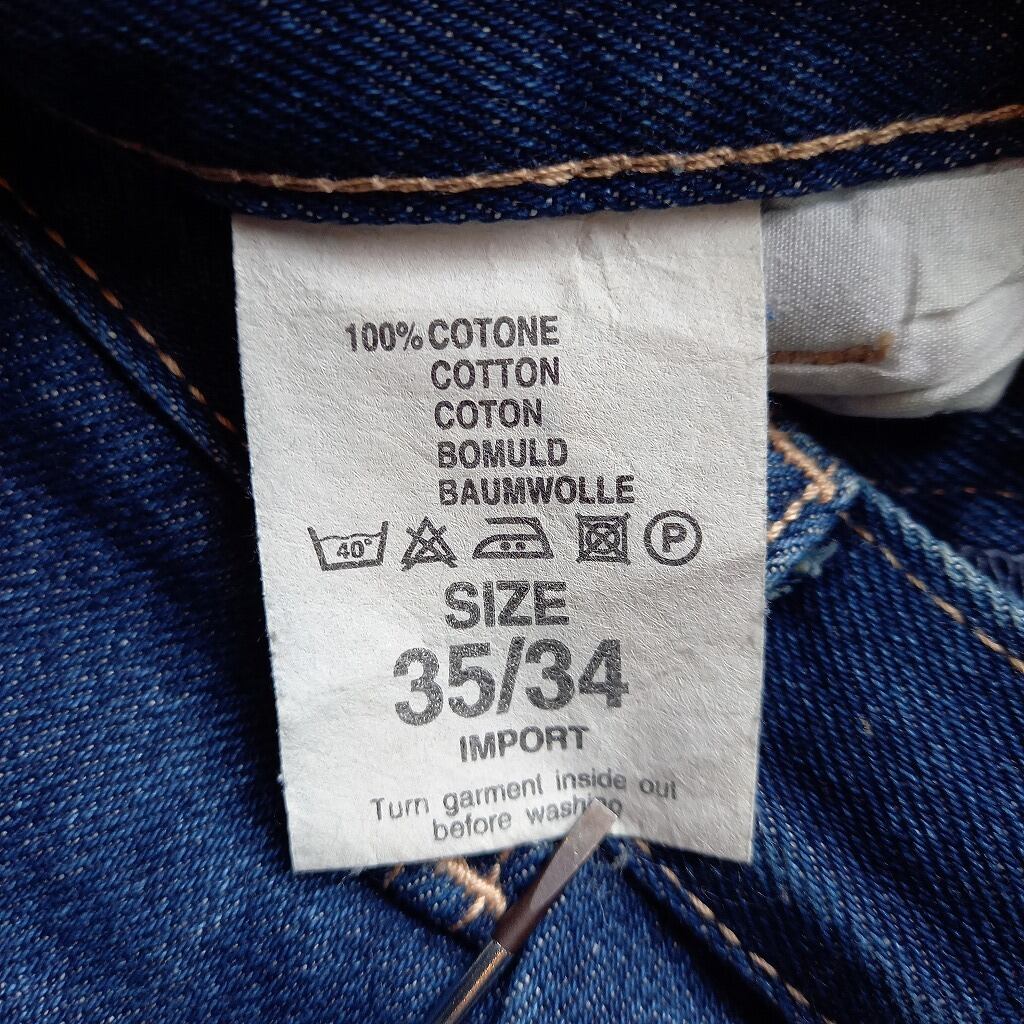 100% COTONE
COTTON
COTON
BOMULD
BAUMWOLLE
40° P
SIZE
35/34
IMPORT
Turn garment inside out
before washing